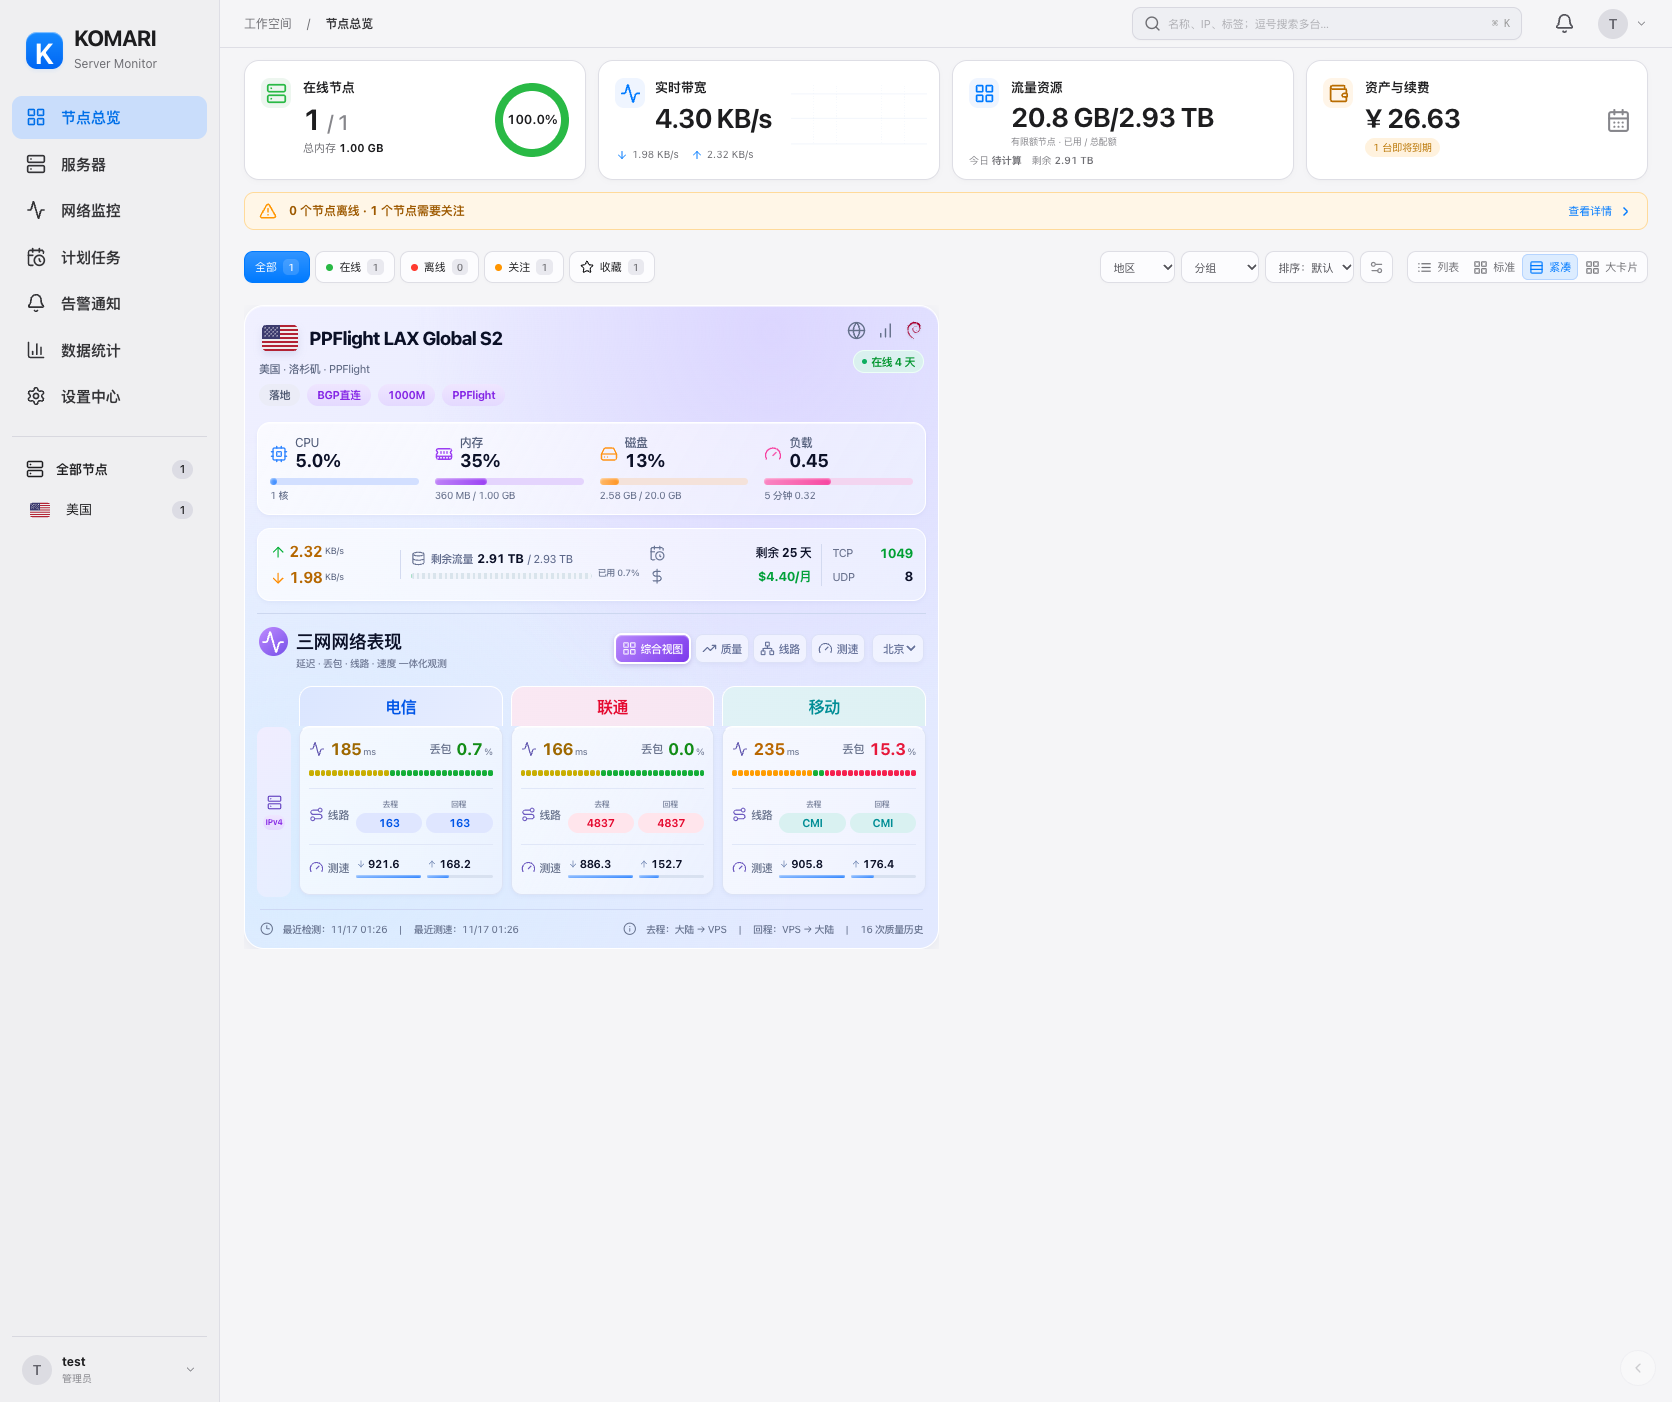 KOMARI
Server Monitor
节点总览
服务器
网络监控
计划任务
告警通知
数据统计
设置中心
全部节点 1
美国 1
test
管理员
工作空间 / 节点总览
名称、IP、标签；逗号搜索多台... ⌘ K
T
在线节点
1 / 1
总内存 1.00 GB
100.0%
实时带宽
4.30 KB/s
↓ 1.98 KB/s ↑ 2.32 KB/s
流量资源
20.8 GB/2.93 TB
有限额节点 · 已用 / 总配额
今日 待计算 剩余 2.91 TB
资产与续费
¥ 26.63
1 台即将到期
0 个节点离线 · 1 个节点需要关注
查看详情
全部 1 在线 1 离线 0 关注 1 收藏 1
地区 分组 排序：默认 列表 标准 紧凑 大卡片
PPFlight LAX Global S2
在线 4 天
美国 · 洛杉矶 · PPFlight
落地 BGP直连 1000M PPFlight
CPU
5.0%
1 核
内存
35%
360 MB / 1.00 GB
磁盘
13%
2.58 GB / 20.0 GB
负载
0.45
5 分钟 0.32
↑ 2.32 KB/s
↓ 1.98 KB/s
剩余流量 2.91 TB / 2.93 TB
已用 0.7%
剩余 25 天
$ $4.40/月
TCP 1049
UDP 8
三网网络表现
延迟 · 丢包 · 线路 · 速度 一体化观测
综合视图 质量 线路 测速 北京
IPv4
电信
185 ms 丢包 0.7 %
去程 回程
线路 163 163
测速 ↓ 921.6 ↑ 168.2
联通
166 ms 丢包 0.0 %
去程 回程
线路 4837 4837
测速 ↓ 886.3 ↑ 152.7
移动
235 ms 丢包 15.3 %
去程 回程
线路 CMI CMI
测速 ↓ 905.8 ↑ 176.4
最近检测：11/17 01:26 | 最近测速：11/17 01:26
去程：大陆 → VPS | 回程：VPS → 大陆 | 16 次质量历史
T